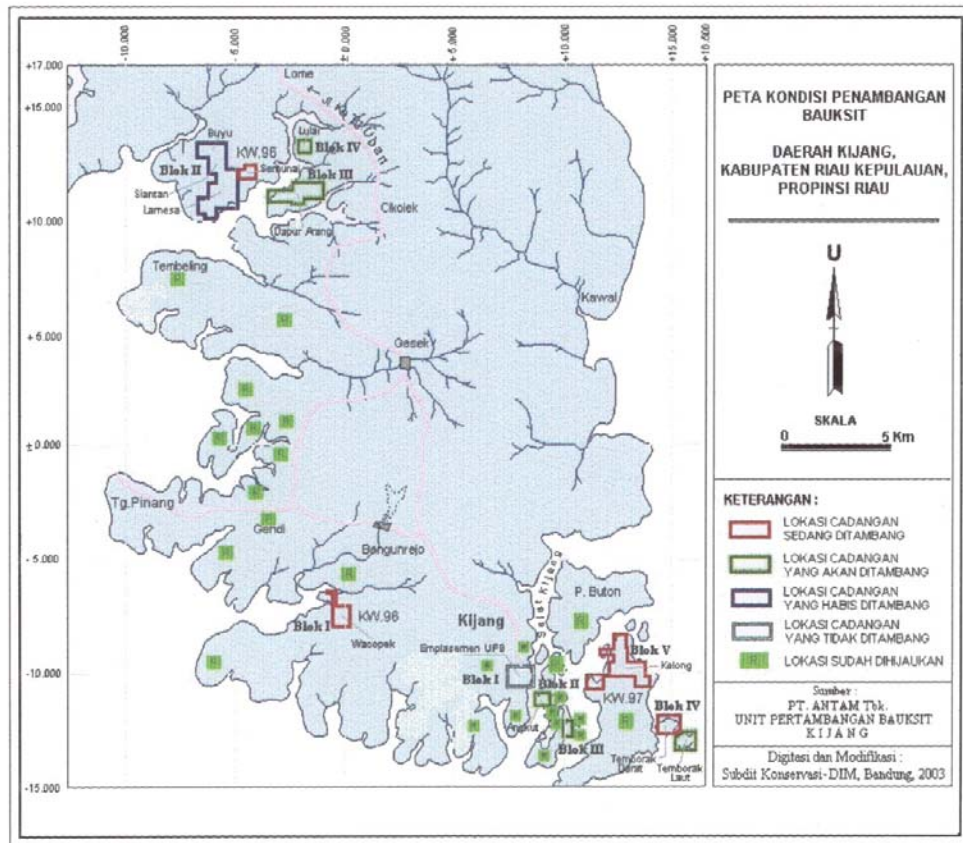 -10.000
-5.000
± 0.000
+5.000
+10.000
+15.000
+17.000
+15.000
+10.000
+5.000
± 0.000
-5.000
-10.000
-15.000
Lome
Buyu
Lulai
Blok IV
KW.96
Blok II
Blok III
Siantan
Lamesa
Cikolek
Dapur Arang
Tembeling
Kawal
Gesek
Tg.Pinang
Gendi
Bangunrejo
Selat Kijang
P. Buton
Blok I
KW.96
Wacopek
Kijang
Emplasemen UPB
Blok I
Blok II
Blok V
Kelong
KW.97
Blok IV
Blok III
Temborak
Darat
Temborak
Laut
PETA KONDISI PENAMBANGAN
BAUKSIT
DAERAH KIJANG,
KABUPATEN RIAU KEPULAUAN,
PROPINSI RIAU
U
SKALA
0 5 Km
KETERANGAN :
LOKASI CADANGAN
SEDANG DITAMBANG
LOKASI CADANGAN
YANG AKAN DITAMBANG
LOKASI CADANGAN
YANG HABIS DITAMBANG
LOKASI CADANGAN
YANG TIDAK DITAMBANG
R LOKASI SUDAH DIHIJAUKAN
Sumber :
PT. ANTAM Tbk.
UNIT PERTAMBANGAN BAUKSIT
KIJANG
Digitasi dan Modifikasi :
Subdit Konservasi-DIM, Bandung, 2003